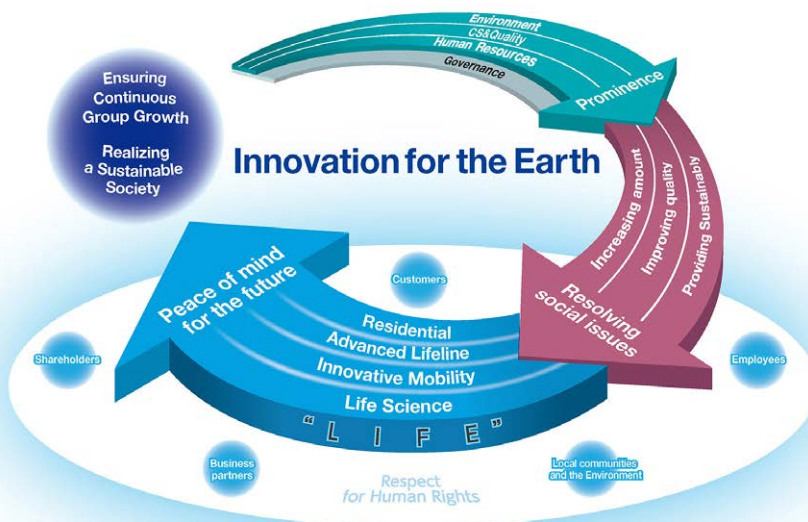 Environment
CS&Quality
Human Resources
Governance
Prominence
Ensuring
Continuous
Group Growth
Realizing
a Sustainable
Society
Innovation for the Earth
Increasing amount
Improving quality
Providing Sustainably
Resolving
social issues
Peace of mind
for the future
Customers
Residential
Advanced Lifeline
Innovative Mobility
Life Science
"LIFE"
Shareholders
Employees
Business
partners
Local communities
and the Environment
Respect
for Human Rights